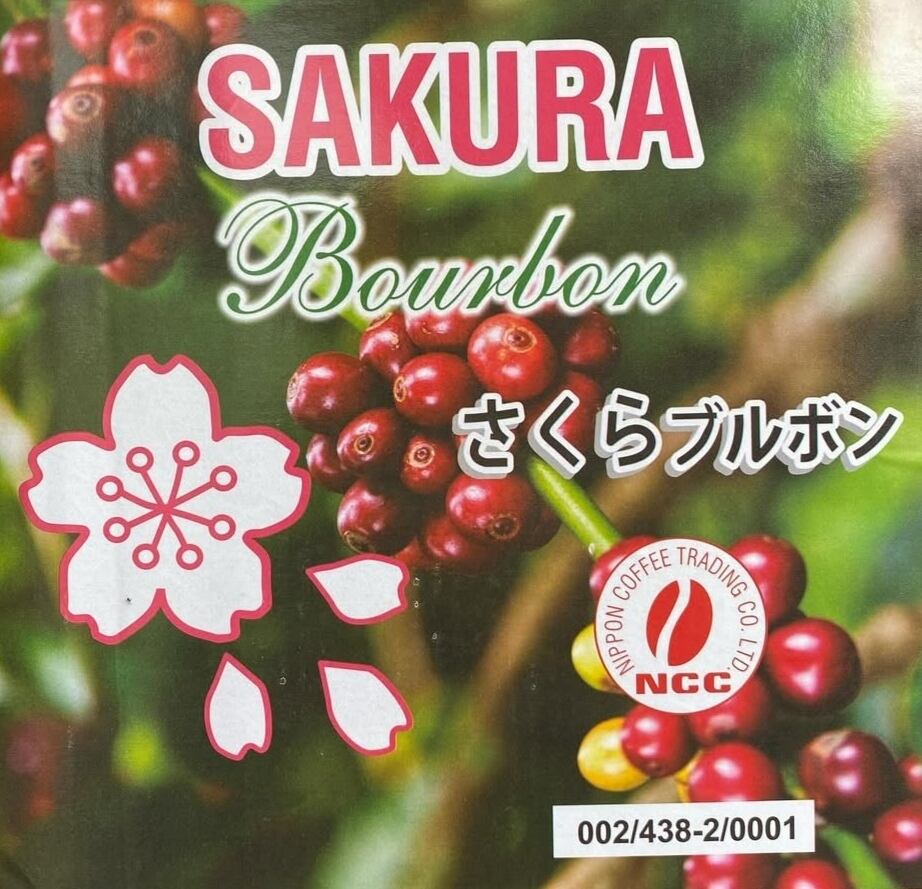 SAKURA
Bourbon
さくらブルボン
NIPPON COFFEE TRADING CO. LTD.
NCC
002/438-2/0001